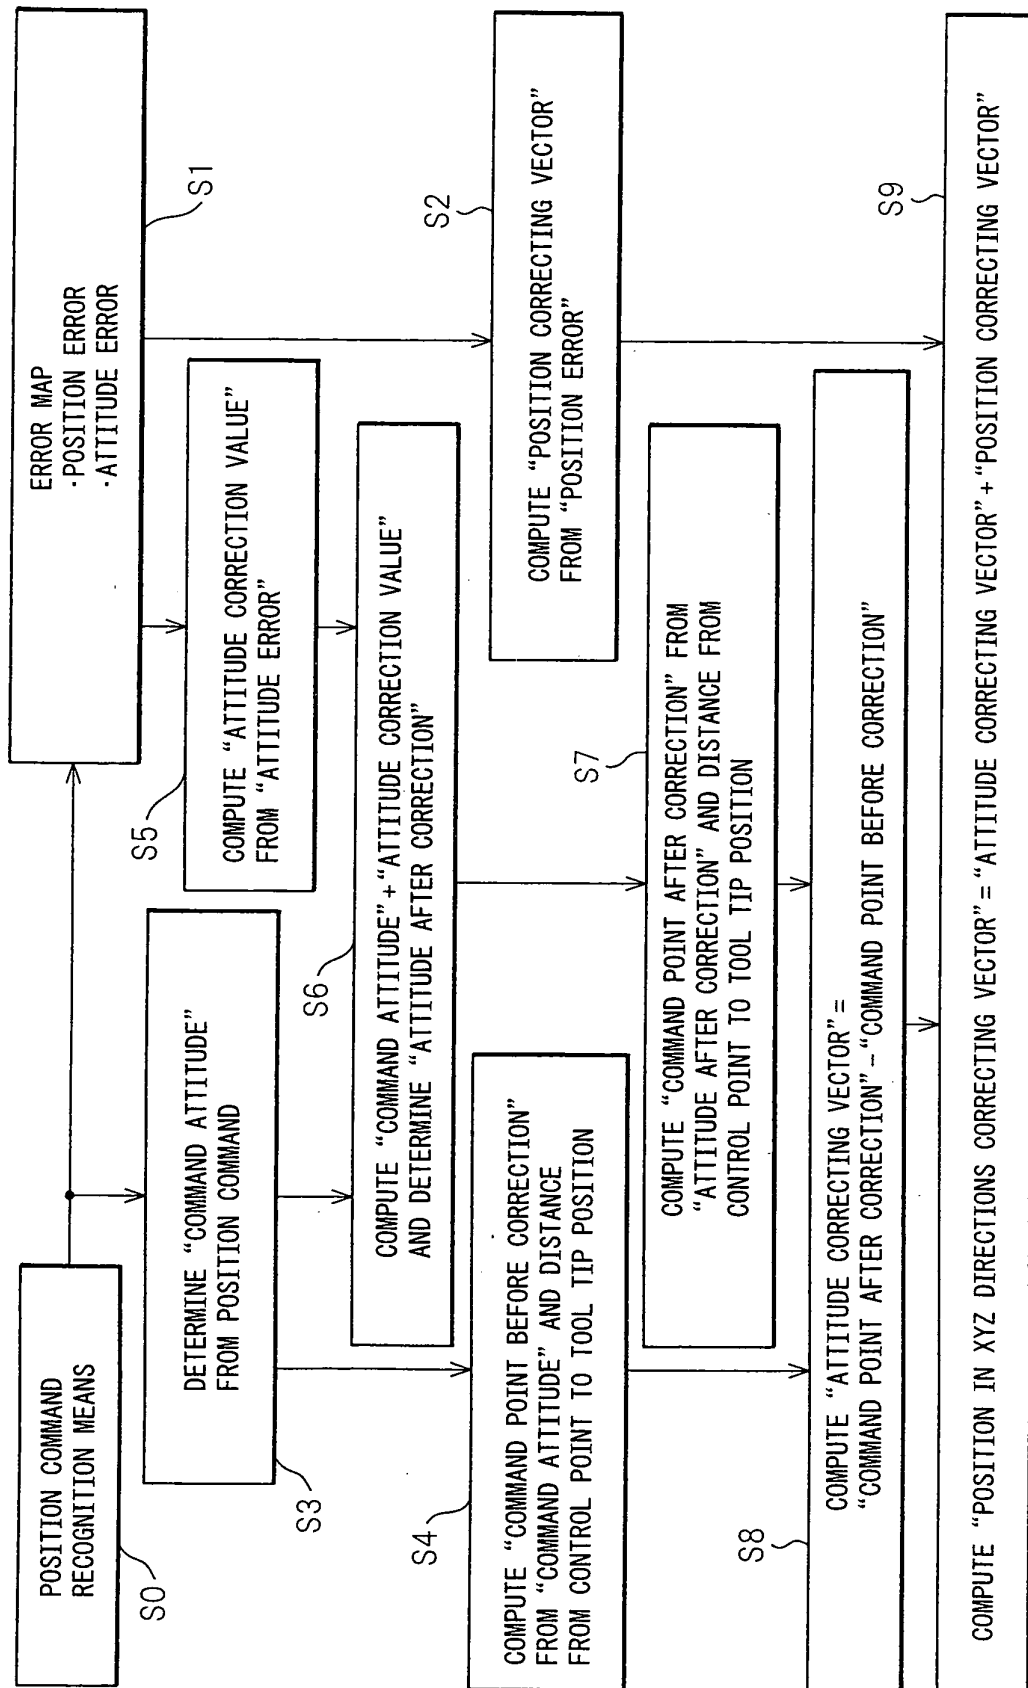 POSITION COMMAND
RECOGNITION MEANS
S0
ERROR MAP
·POSITION ERROR
·ATTITUDE ERROR
S1
DETERMINE “COMMAND ATTITUDE”
FROM POSITION COMMAND
S3
COMPUTE “ATTITUDE CORRECTION VALUE”
FROM “ATTITUDE ERROR”
S5
COMPUTE “COMMAND ATTITUDE”+“ATTITUDE CORRECTION VALUE”
AND DETERMINE “ATTITUDE AFTER CORRECTION”
S6
COMPUTE “COMMAND POINT BEFORE CORRECTION”
FROM “COMMAND ATTITUDE” AND DISTANCE
FROM CONTROL POINT TO TOOL TIP POSITION
S4
COMPUTE “POSITION CORRECTING VECTOR”
FROM “POSITION ERROR”
S2
COMPUTE “COMMAND POINT AFTER CORRECTION” FROM
“ATTITUDE AFTER CORRECTION” AND DISTANCE FROM
CONTROL POINT TO TOOL TIP POSITION
S7
COMPUTE “ATTITUDE CORRECTING VECTOR”=
“COMMAND POINT AFTER CORRECTION”-“COMMAND POINT BEFORE CORRECTION”
S8
COMPUTE “POSITION IN XYZ DIRECTIONS CORRECTING VECTOR”=“ATTITUDE CORRECTING VECTOR”+“POSITION CORRECTING VECTOR”
S9